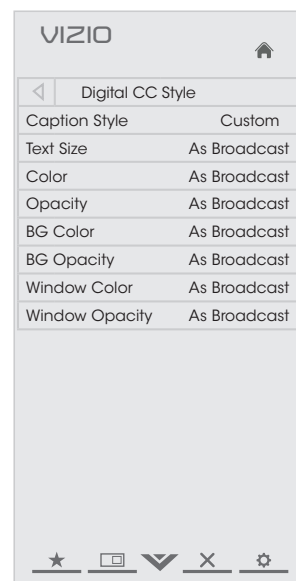 VIZIO
Digital CC Style
Caption Style Custom
Text Size As Broadcast
Color As Broadcast
Opacity As Broadcast
BG Color As Broadcast
BG Opacity As Broadcast
Window Color As Broadcast
Window Opacity As Broadcast